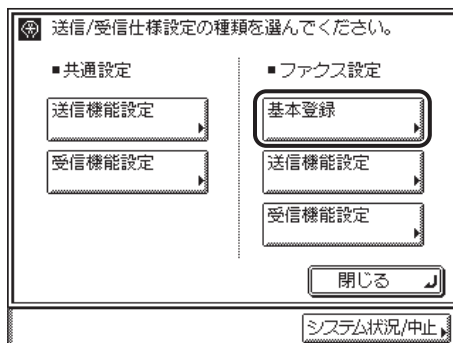 送信/受信仕様設定の種類を選んでください。
■共通設定
送信機能設定
受信機能設定
■ファクス設定
基本登録
送信機能設定
受信機能設定
閉じる
システム状況/中止